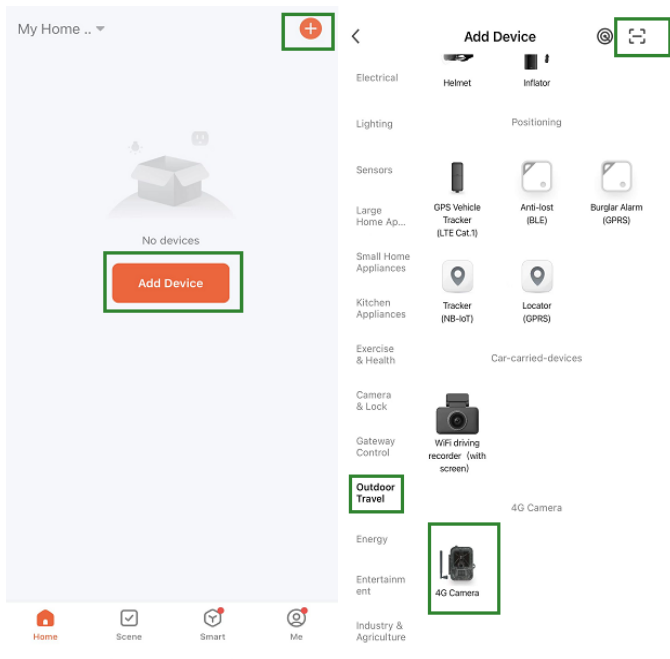 My Home ..
No devices
Add Device
Home
Scene
Smart
Me
Add Device
Electrical
Lighting
Sensors
Large
Home Ap...
Small Home
Appliances
Kitchen
Appliances
Exercise
& Health
Camera
& Lock
Gateway
Control
Outdoor
Travel
Energy
Entertainm
ent
Industry &
Agriculture
Helmet
Inflator
Positioning
GPS Vehicle
Tracker
(LTE Cat.1)
Anti-lost
(BLE)
Burglar Alarm
(GPRS)
Tracker
(NB-IoT)
Locator
(GPRS)
Car-carried-devices
WiFi driving
recorder (with
screen)
4G Camera
4G Camera